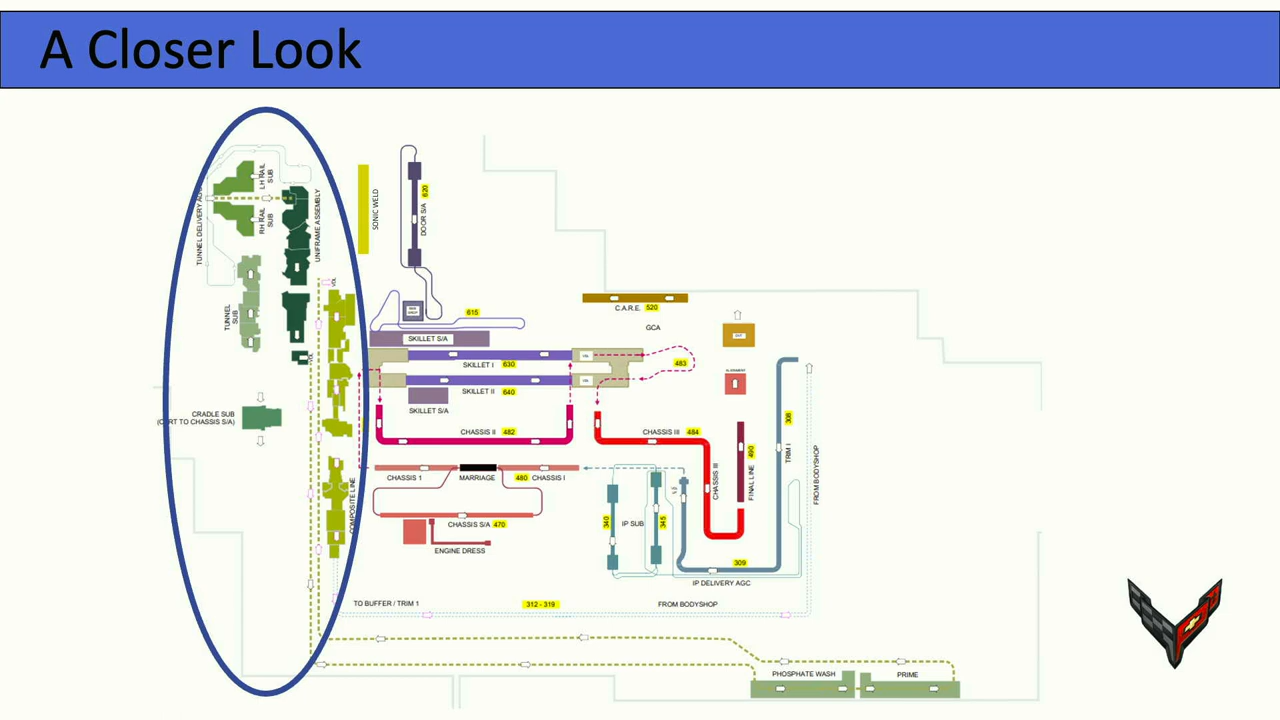 A Closer Look
LH RAIL
SUB
RH RAIL
SUB
UNIFRAME ASSEMBLY
TUNNEL
SUB
VDL
VDL
CRADLE SUB
(CART TO CHASSIS S/A)
COMPOSITE LINE
SONIC WELD
620
DOOR S/A
615
SKILLET S/A
SKILLET I 630
SKILLET II 640
SKILLET S/A
CHASSIS II 482
CHASSIS 1
MARRIAGE
480 CHASSIS I
CHASSIS S/A 470
ENGINE DRESS
C.A.R.E. 520
GCA
483
CHASSIS III 484
CHASSIS III
490
FINAL LINE
308
TRIM I
FROM BODYSHOP
340
IP SUB
345
309
IP DELIVERY AGC
TO BUFFER / TRIM 1
312 - 319
FROM BODYSHOP
PHOSPHATE WASH
PRIME